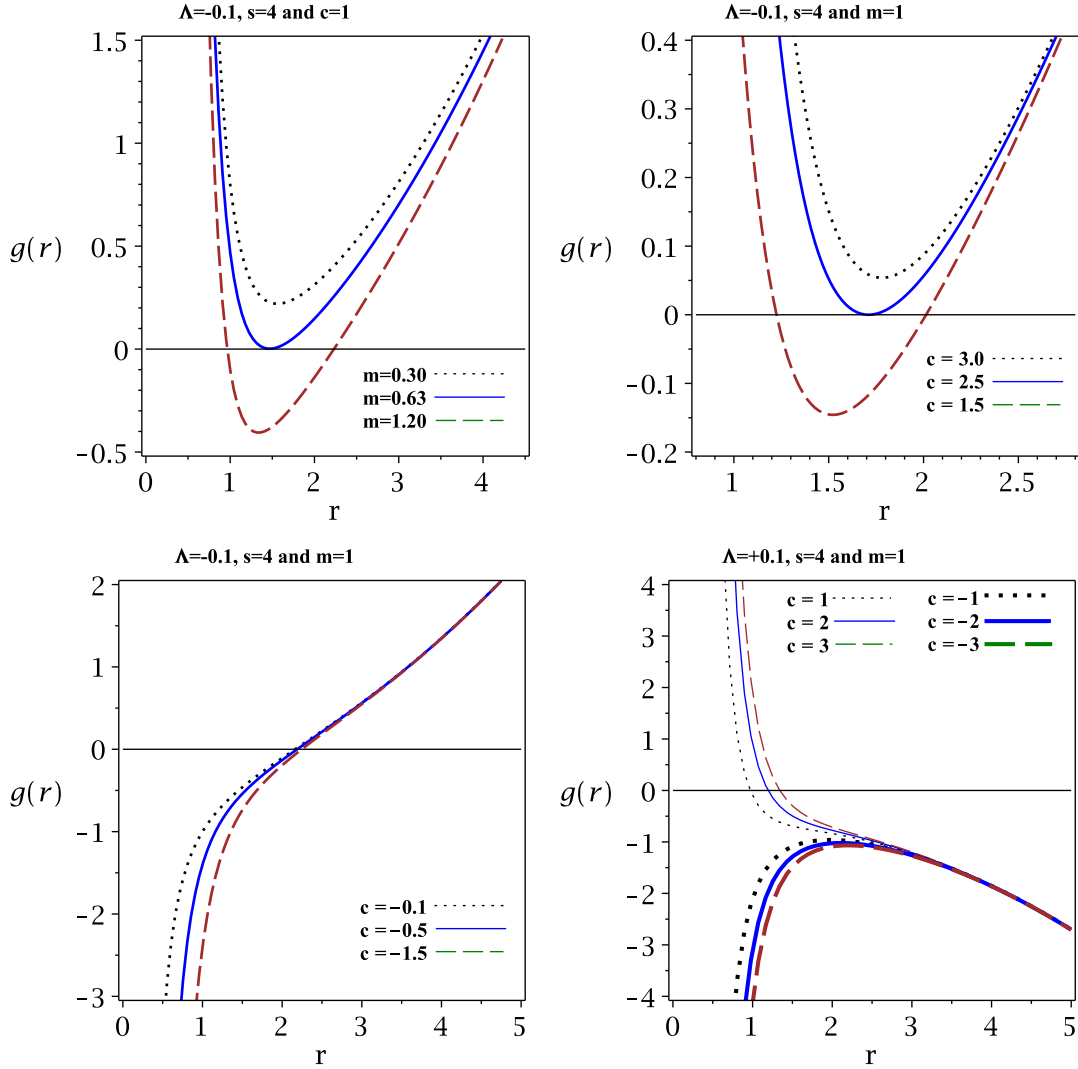 Λ=-0.1, s=4 and c=1
1.5
1
0.5
0
-0.5
g(r)
m=0.30
m=0.63
m=1.20
0 1 2 3 4
r
Λ=-0.1, s=4 and m=1
0.4
0.3
0.2
0.1
0
-0.1
-0.2
g(r)
c = 3.0
c = 2.5
c = 1.5
1 1.5 2 2.5
r
Λ=-0.1, s=4 and m=1
2
1
0
-1
-2
-3
g(r)
c =-0.1
c =-0.5
c =-1.5
0 1 2 3 4 5
r
Λ=+0.1, s=4 and m=1
4
3
2
1
0
-1
-2
-3
-4
g(r)
c = 1
c = 2
c = 3
c =-1
c =-2
c =-3
0 1 2 3 4 5
r